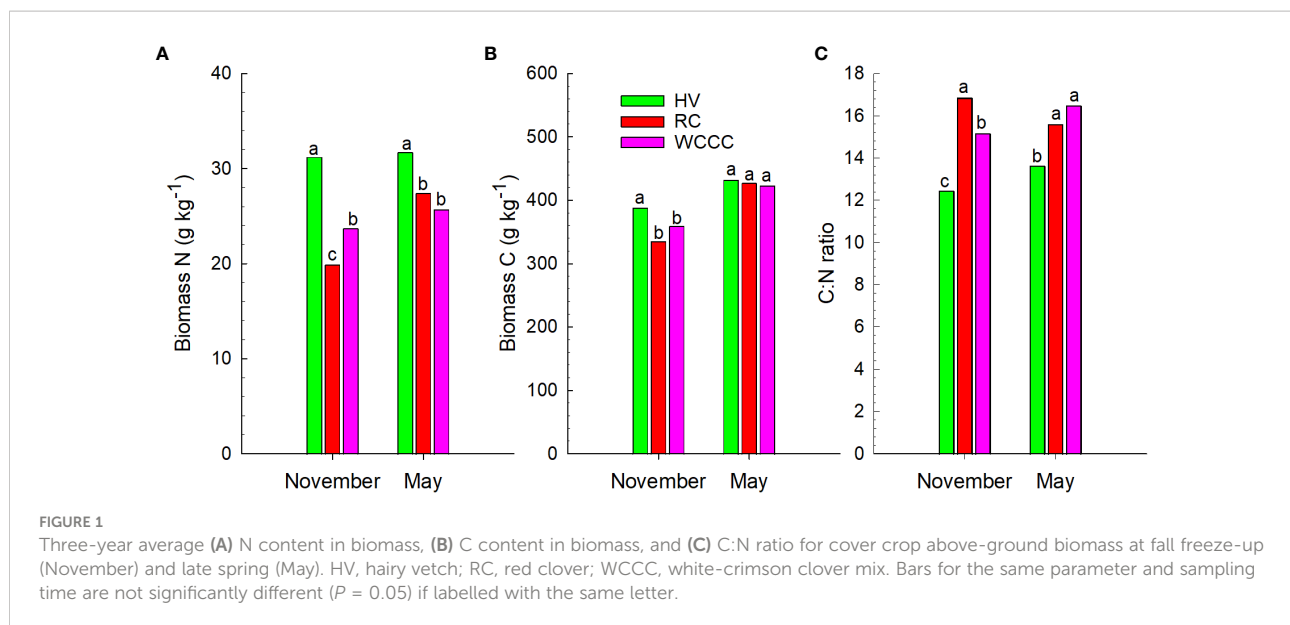 A
B
C
40
30
20
10
0
Biomass N (g kg⁻¹)
a
c
b
a
b
b
November May
600
500
400
300
200
100
0
Biomass C (g kg⁻¹)
HV
RC
WCCC
a
b
b
a
a
a
November May
18
16
14
12
10
8
6
4
2
0
C:N ratio
c
a
b
b
a
a
November May
FIGURE 1
Three-year average (A) N content in biomass, (B) C content in biomass, and (C) C:N ratio for cover crop above-ground biomass at fall freeze-up
(November) and late spring (May). HV, hairy vetch; RC, red clover; WCCC, white-crimson clover mix. Bars for the same parameter and sampling
time are not significantly different (P = 0.05) if labelled with the same letter.